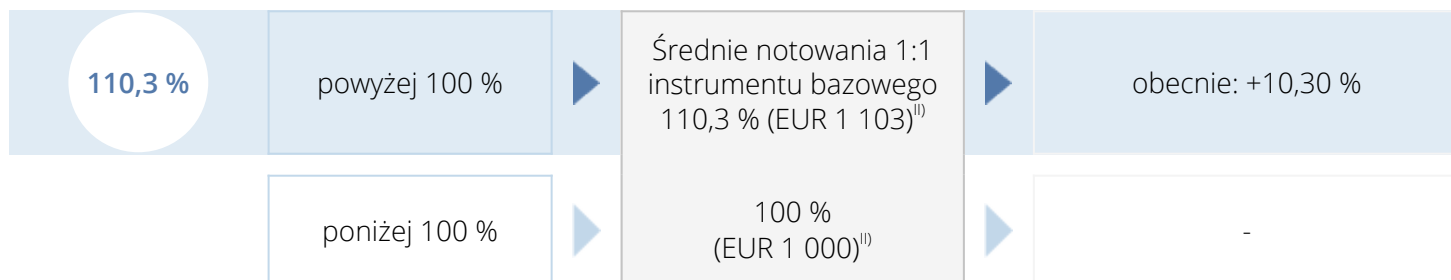 110,3 %
powyżej 100 %
Średnie notowania 1:1
instrumentu bazowego
110,3 % (EUR 1 103)II)
obecnie: +10,30 %
poniżej 100 %
100 %
(EUR 1 000)II)
-